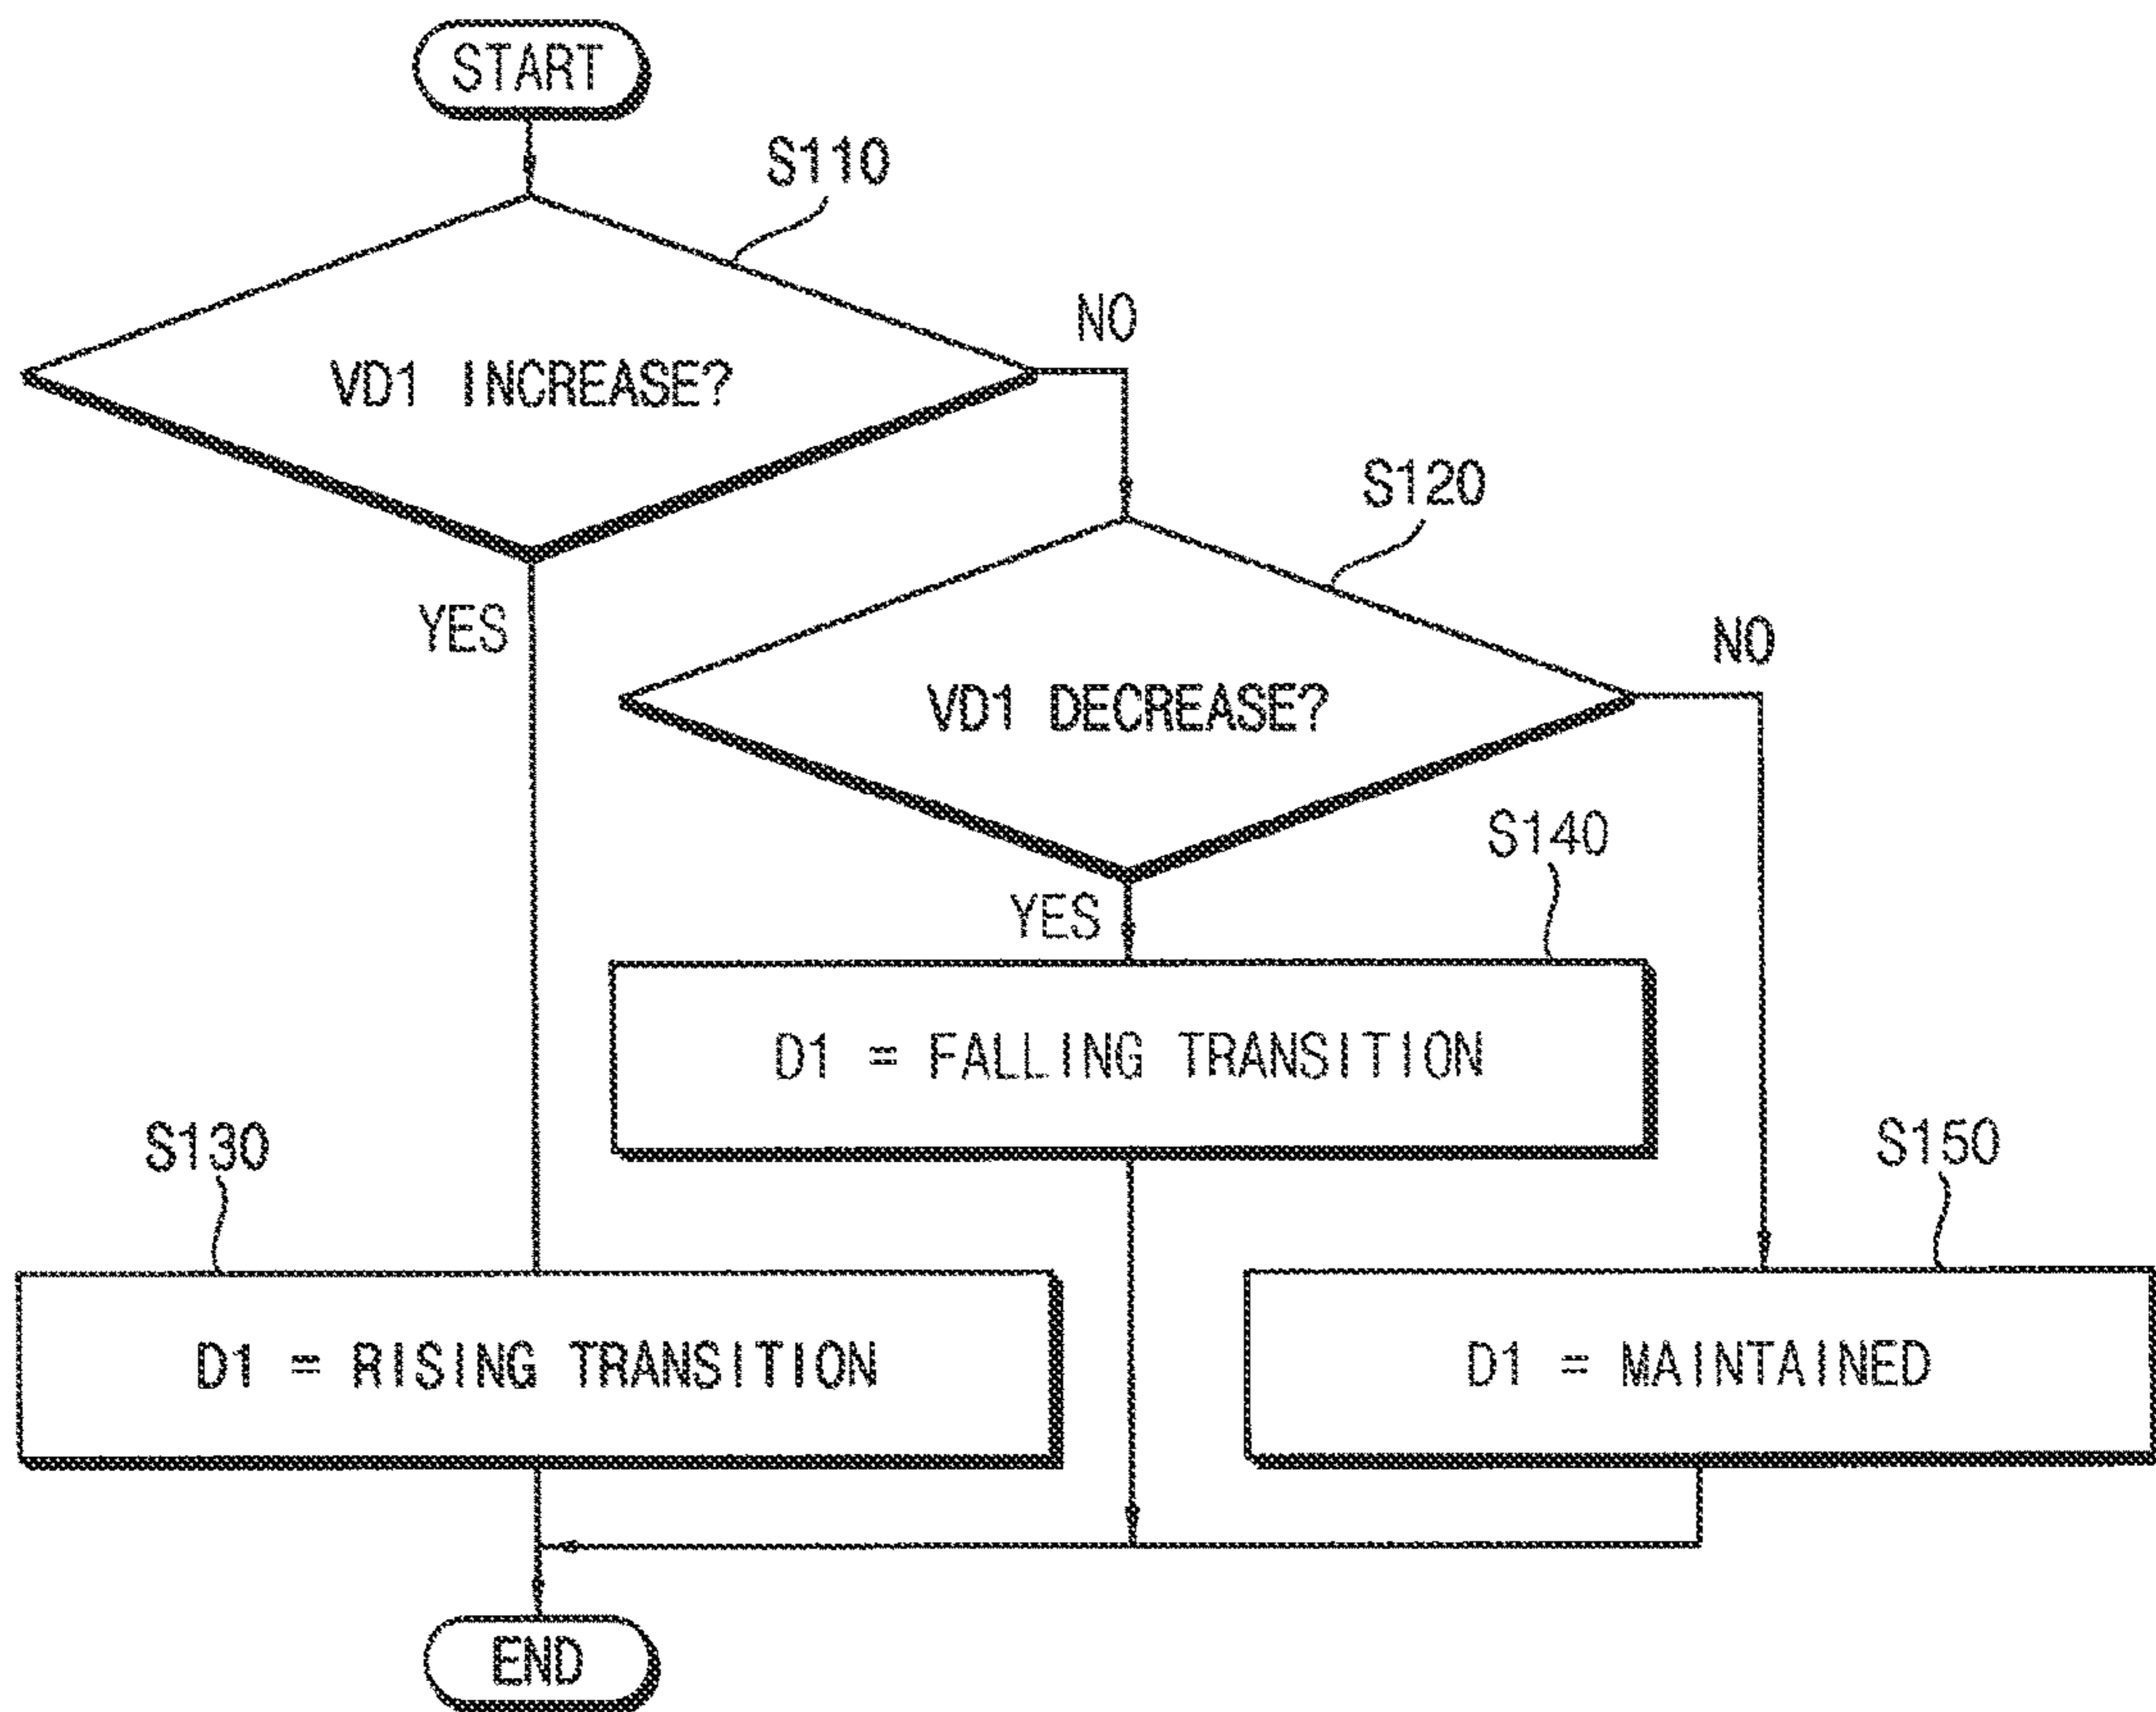 START
S110
VD1 INCREASE?
NO
YES
S120
VD1 DECREASE?
NO
YES
S140
D1 = FALLING TRANSITION
S130
D1 = RISING TRANSITION
S150
D1 = MAINTAINED
END